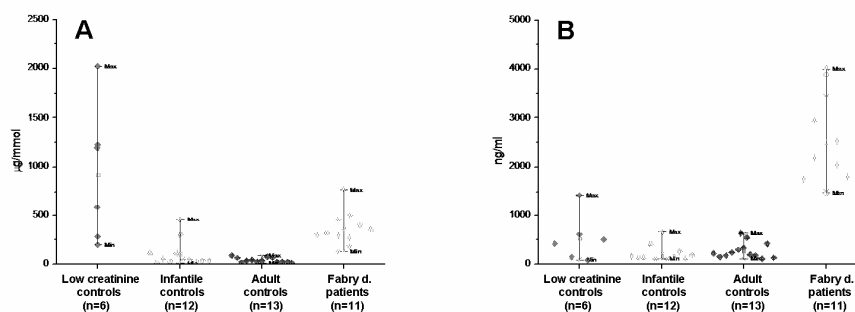 A
2500
2000
1500
1000
500
0
µg/mmol
Max
Min
Max
Min
Max
Min
Max
Min
Low creatinine
controls
(n=6)
Infantile
controls
(n=12)
Adult
controls
(n=13)
Fabry d.
patients
(n=11)
B
5000
4000
3000
2000
1000
0
ng/ml
Max
Min
Max
Min
Max
Min
Max
Min
Low creatinine
controls
(n=6)
Infantile
controls
(n=12)
Adult
controls
(n=13)
Fabry d.
patients
(n=11)